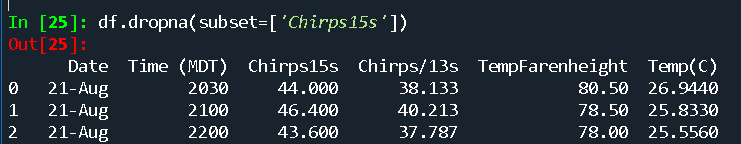 In [25]: df.dropna(subset=['Chirps15s'])
Out[25]:
Date Time (MDT) Chirps15s Chirps/13s TempFarenheight Temp(C)
0 21-Aug 2030 44.000 38.133 80.50 26.9440
1 21-Aug 2100 46.400 40.213 78.50 25.8330
2 21-Aug 2200 43.600 37.787 78.00 25.5560